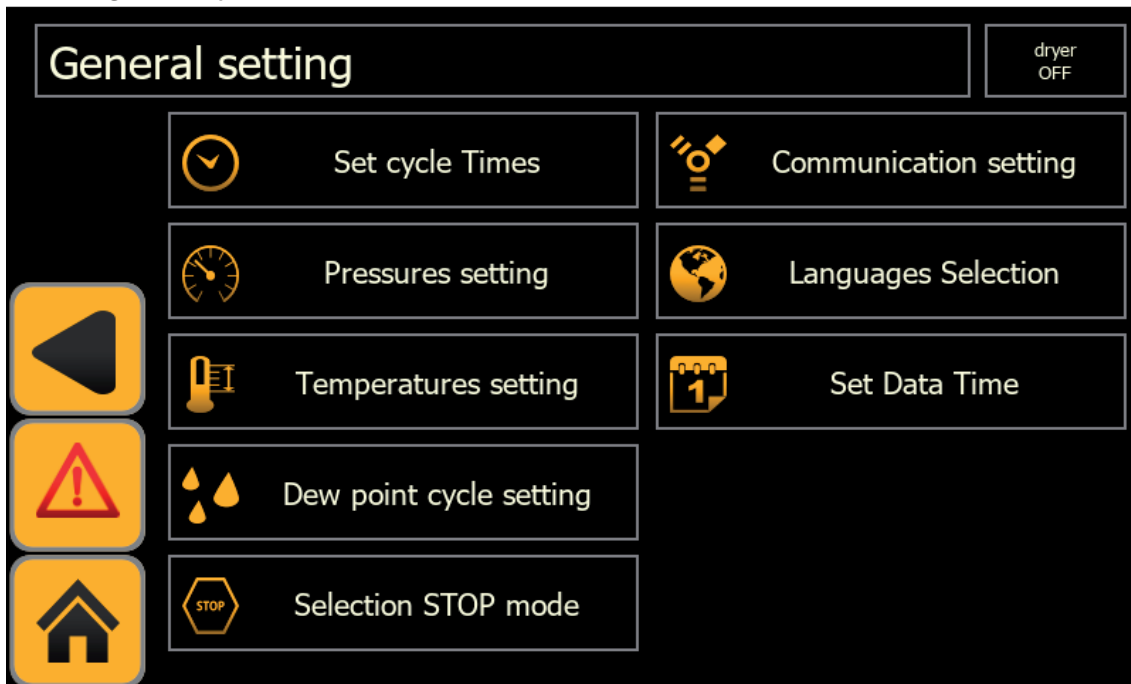 General setting
dryer
OFF
Set cycle Times
Communication setting
Pressures setting
Languages Selection
Temperatures setting
1
Set Data Time
Dew point cycle setting
STOP
Selection STOP mode